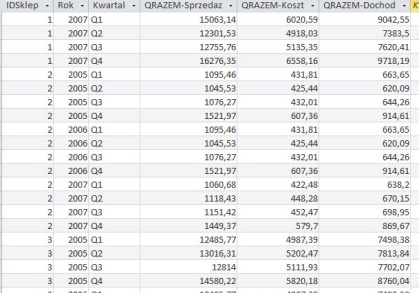 IDSklep Rok Kwartal QRAZEM-Sprzedaz QRAZEM-Koszt QRAZEM-Dochod K
1 2007 Q1 15063,14 6020,59 9042,55
1 2007 Q2 12301,53 4918,03 7383,5
1 2007 Q3 12755,76 5135,35 7620,41
1 2007 Q4 16276,35 6558,16 9718,19
2 2005 Q1 1095,46 431,81 663,65
2 2005 Q2 1045,53 425,44 620,09
2 2005 Q3 1076,27 432,01 644,26
2 2005 Q4 1521,97 607,36 914,61
2 2006 Q1 1095,46 431,81 663,65
2 2006 Q2 1045,53 425,44 620,09
2 2006 Q3 1076,27 432,01 644,26
2 2006 Q4 1521,97 607,36 914,61
2 2007 Q1 1060,68 422,48 638,2
2 2007 Q2 1118,43 448,28 670,15
2 2007 Q3 1151,42 452,47 698,95
2 2007 Q4 1449,37 579,7 869,67
3 2005 Q1 12485,77 4987,39 7498,38
3 2005 Q2 13016,31 5202,47 7813,84
3 2005 Q3 12814 5111,93 7702,07
3 2005 Q4 14580,22 5820,18 8760,04